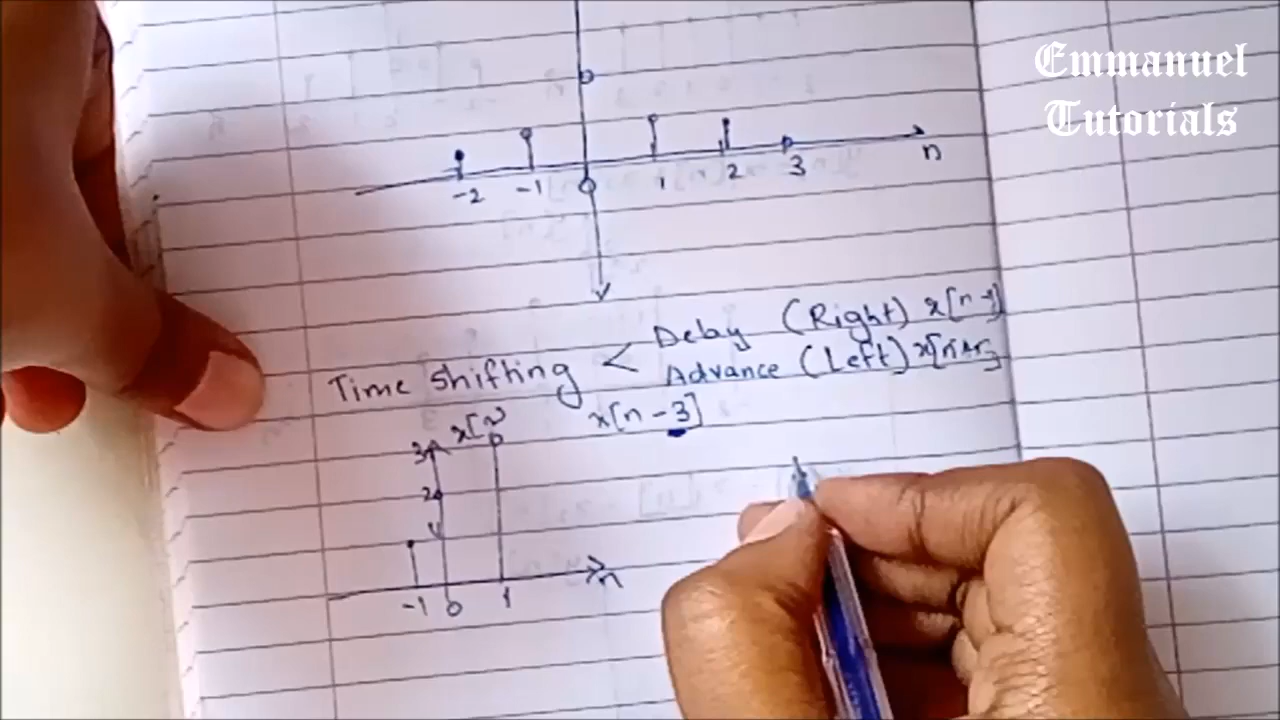 Emmanuel
Tutorials
-2 -1 0 1 2 3 n
Time Shifting < Delay (Right) x[n-1]
Advance (Left)
x[n-3]
3 x[n]
2
n
-1 0 1